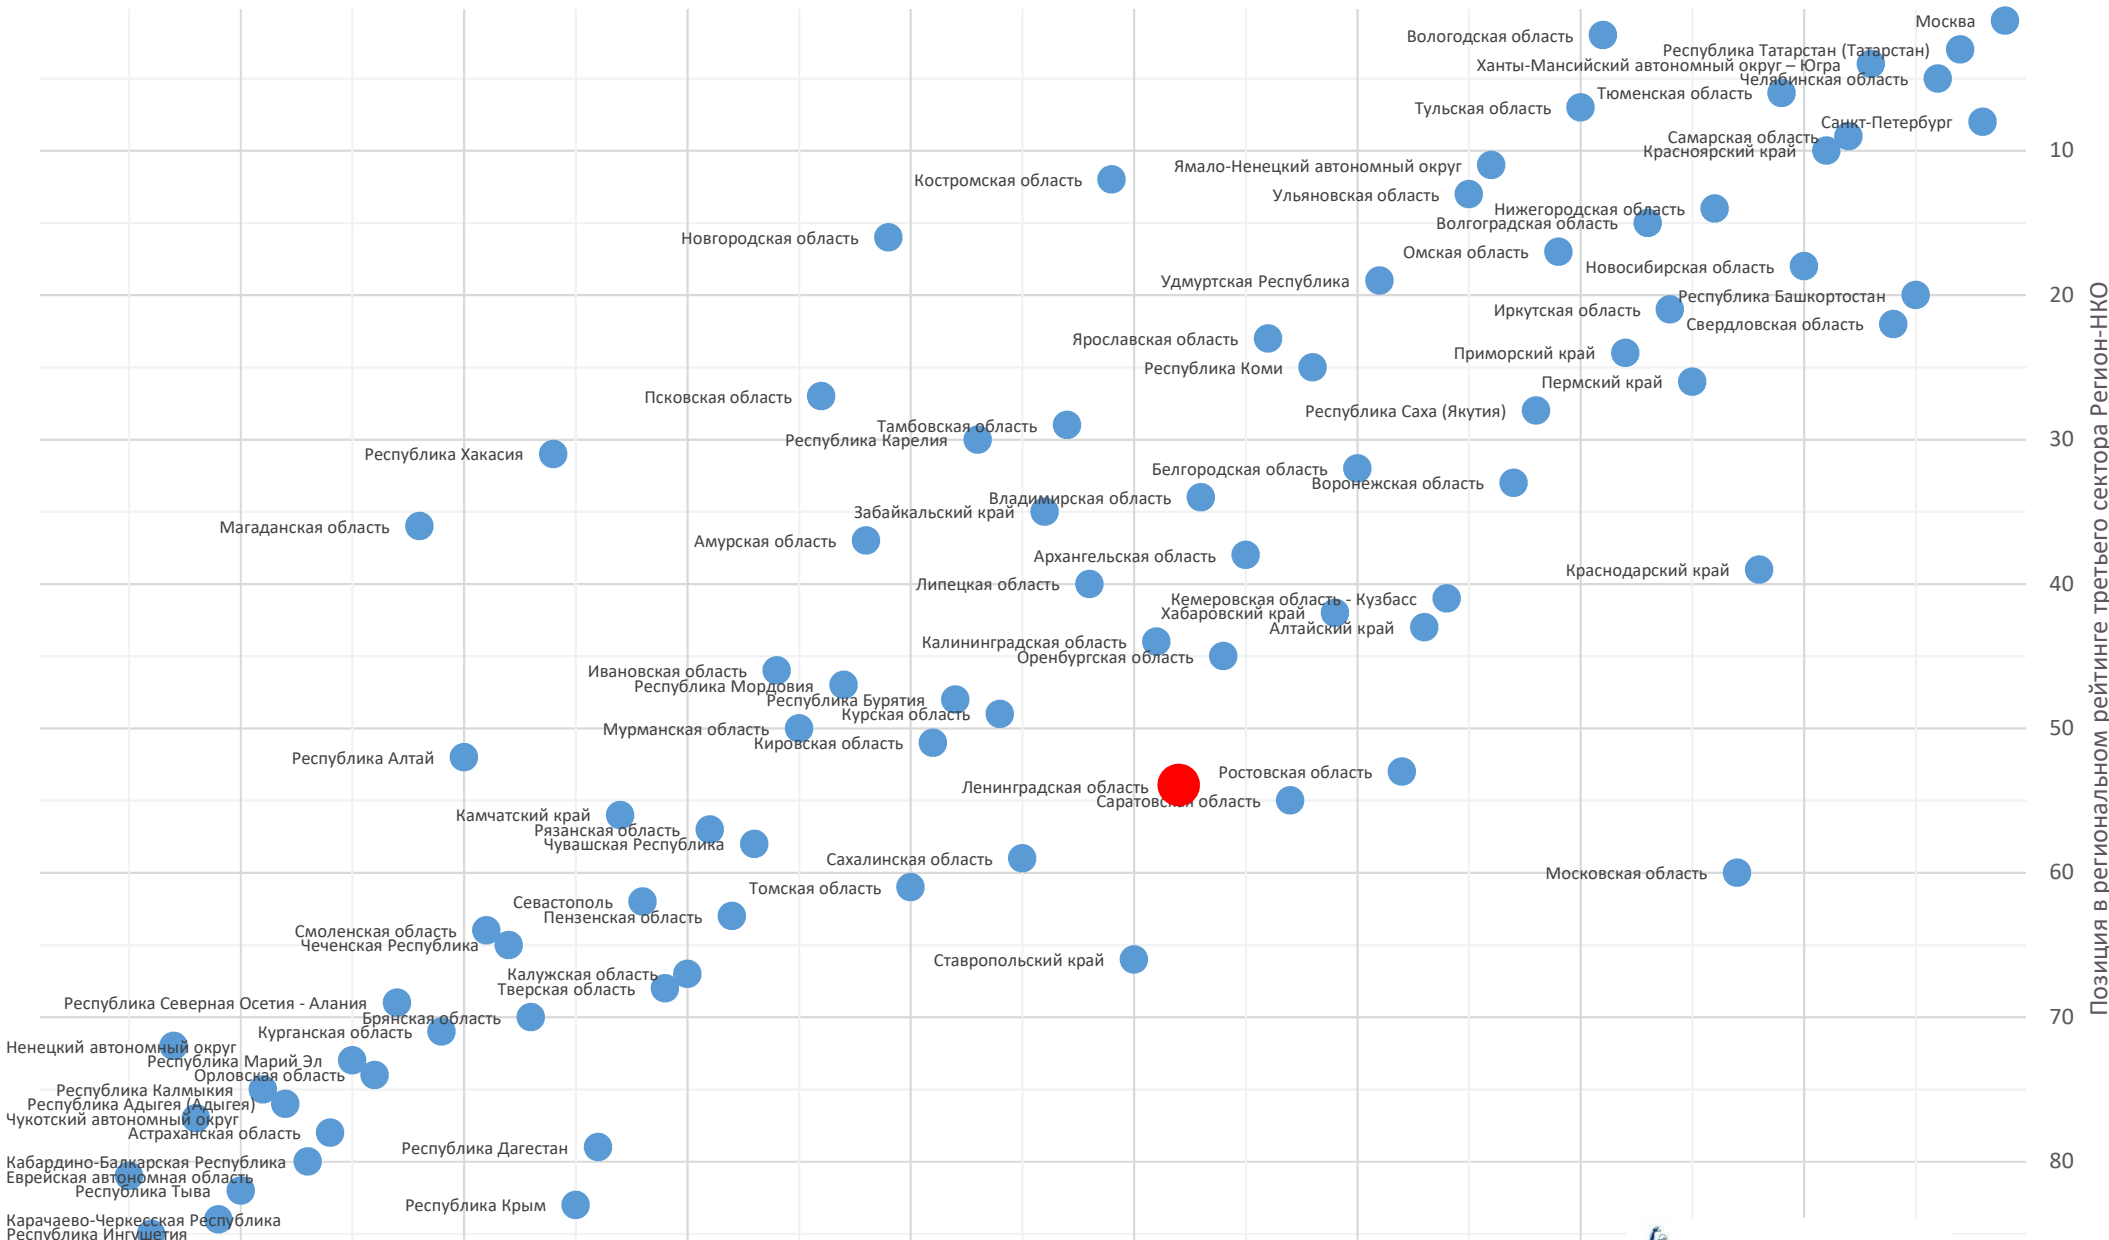 Москва
Вологодская область
Республика Татарстан (Татарстан)
Ханты-Мансийский автономный округ – Югра
Челябинская область
Тюменская область
Тульская область
Санкт-Петербург
Самарская область
Красноярский край
10
Ямало-Ненецкий автономный округ
Костромская область
Ульяновская область
Нижегородская область
Волгоградская область
Новгородская область
Омская область
Новосибирская область
Удмуртская Республика
Республика Башкортостан
20
Иркутская область
Свердловская область
Ярославская область
Приморский край
Республика Коми
Пермский край
Псковская область
Республика Саха (Якутия)
Тамбовская область
Республика Карелия
30
Республика Хакасия
Белгородская область
Воронежская область
Владимирская область
Забайкальский край
Магаданская область
Амурская область
Архангельская область
Краснодарский край
Липецкая область
40
Кемеровская область - Кузбасс
Хабаровский край
Алтайский край
Калининградская область
Оренбургская область
Ивановская область
Республика Мордовия
Республика Бурятия
Курская область
Мурманская область
50
Кировская область
Республика Алтай
Ростовская область
Ленинградская область
Саратовская область
Камчатский край
Рязанская область
Чувашская Республика
Сахалинская область
Московская область
60
Томская область
Севастополь
Пензенская область
Смоленская область
Чеченская Республика
Ставропольский край
Калужская область
Тверская область
Республика Северная Осетия - Алания
Брянская область
70
Курганская область
Ненецкий автономный округ
Республика Марий Эл
Орловская область
Республика Калмыкия
Республика Адыгея (Адыгея)
Чукотский автономный округ
Астраханская область
Республика Дагестан
Кабардино-Балкарская Республика
80
Еврейская автономная область
Республика Тыва
Республика Крым
Карачаево-Черкесская Республика
Республика Ингушетия
Позиция в региональном рейтинге третьего сектора Регион-НКО